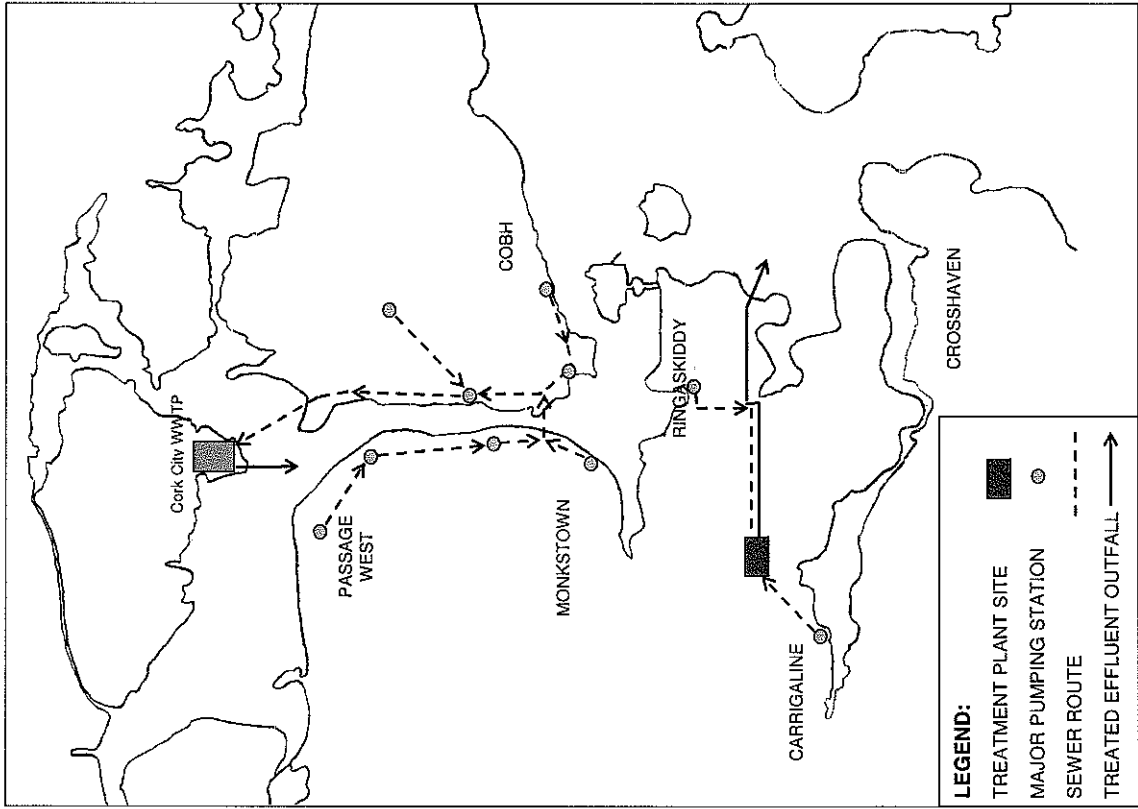 Cork City WWTP
PASSAGE
WEST
MONKSTOWN
COBH
RINGASKIDDY
CARRIGALINE
CROSSHAVEN
LEGEND:
TREATMENT PLANT SITE
MAJOR PUMPING STATION
SEWER ROUTE
TREATED EFFLUENT OUTFALL